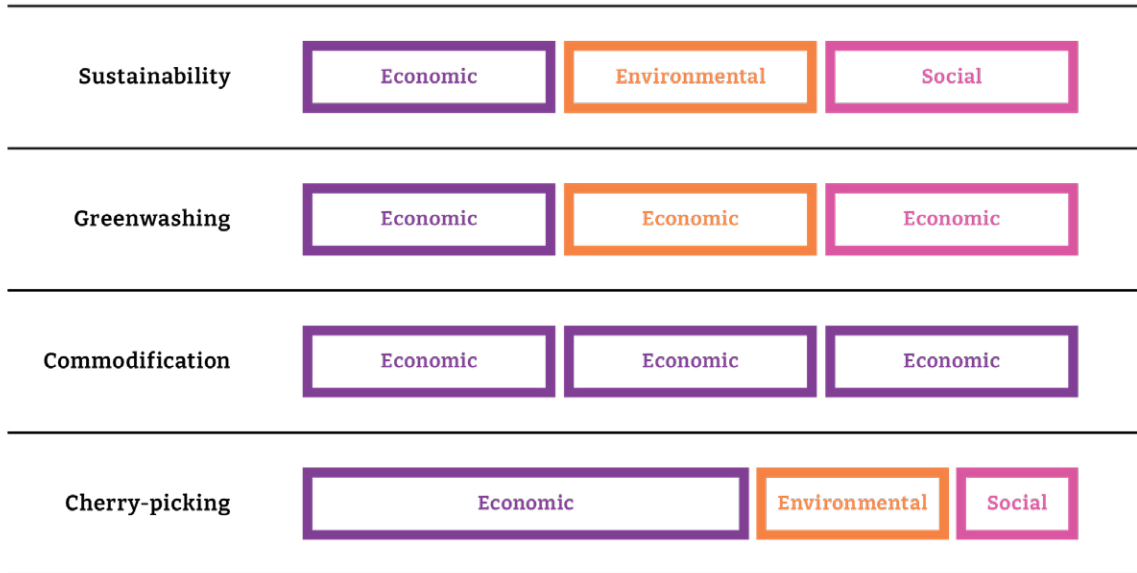 Sustainability Economic Environmental Social
Greenwashing Economic Economic Economic
Commodification Economic Economic Economic
Cherry-picking Economic Environmental Social